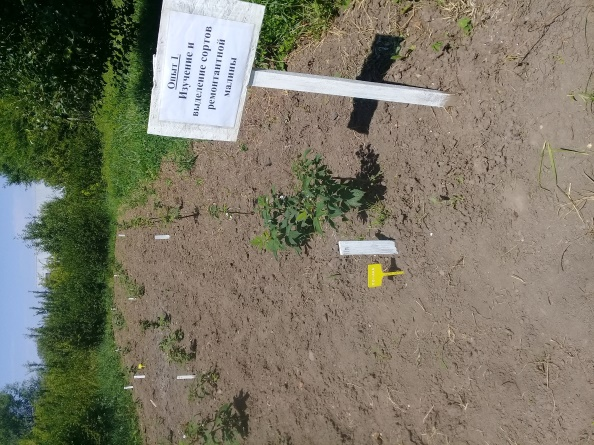 Опыт 1
Изучение и
выделение сортов
ремонтантной
малины